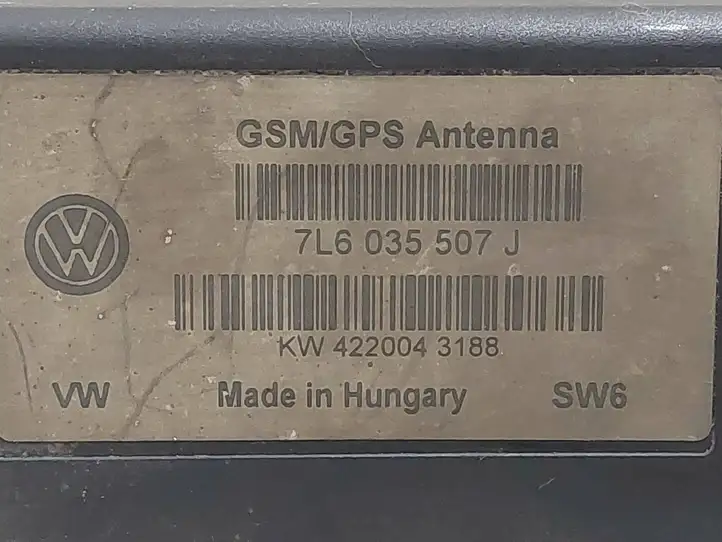 GSM/GPS Antenna
7L6 035 507 J
KW 422004 3188
VW Made in Hungary SW6